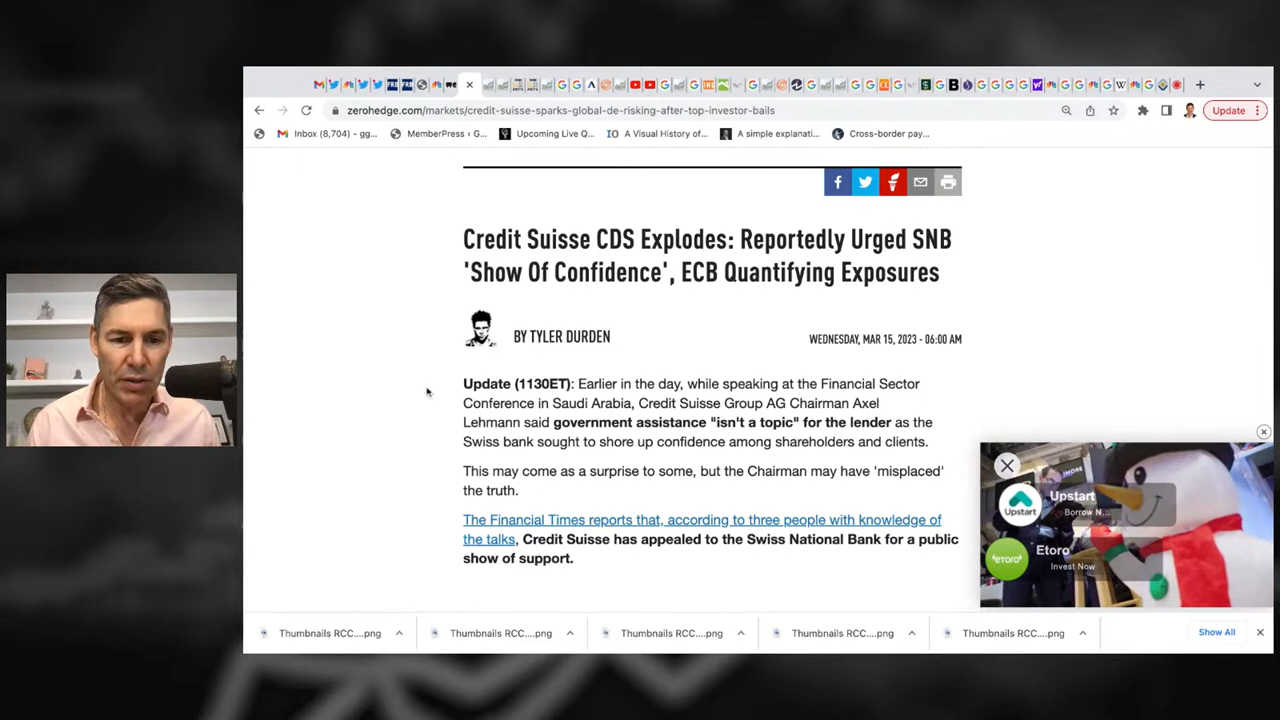 zerohedge.com/markets/credit-suisse-sparks-global-de-risking-after-top-investor-bails
Update
Inbox (8,704) - gg...
MemberPress ‹ G...
Upcoming Live Q...
IO A Visual History of...
A simple explanati...
Cross-border pay...
Credit Suisse CDS Explodes: Reportedly Urged SNB
'Show Of Confidence', ECB Quantifying Exposures
BY TYLER DURDEN
WEDNESDAY, MAR 15, 2023 - 06:00 AM
Update (1130ET): Earlier in the day, while speaking at the Financial Sector
Conference in Saudi Arabia, Credit Suisse Group AG Chairman Axel
Lehmann said government assistance "isn't a topic" for the lender as the
Swiss bank sought to shore up confidence among shareholders and clients.
This may come as a surprise to some, but the Chairman may have 'misplaced'
the truth.
The Financial Times reports that, according to three people with knowledge of
the talks, Credit Suisse has appealed to the Swiss National Bank for a public
show of support.
Upstart
Upstart
Borrow N...
eToro
Etoro
Invest Now
Thumbnails RCC....png
Thumbnails RCC....png
Thumbnails RCC....png
Thumbnails RCC....png
Thumbnails RCC....png
Show All